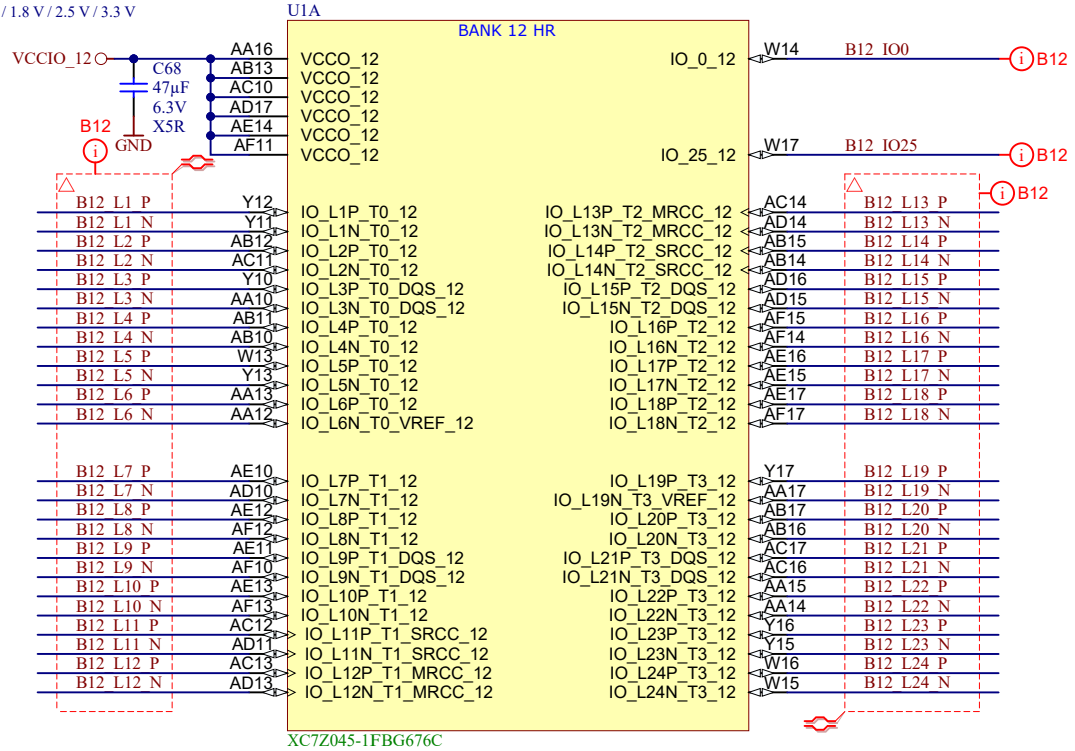 / 1.8 V / 2.5 V / 3.3 V
U1A
BANK 12 HR
VCCIO_12
C68
47µF
6.3V
X5R
GND
B12
i
AA16 VCCO_12
AB13 VCCO_12
AC10 VCCO_12
AD17 VCCO_12
AE14 VCCO_12
AF11 VCCO_12
IO_0_12 W14 B12_IO0 i B12
IO_25_12 W17 B12_IO25 i B12
i B12
B12_L1_P Y12 IO_L1P_T0_12
B12_L1_N Y11 IO_L1N_T0_12
B12_L2_P AB12 IO_L2P_T0_12
B12_L2_N AC11 IO_L2N_T0_12
B12_L3_P Y10 IO_L3P_T0_DQS_12
B12_L3_N AA10 IO_L3N_T0_DQS_12
B12_L4_P AB11 IO_L4P_T0_12
B12_L4_N AB10 IO_L4N_T0_12
B12_L5_P W13 IO_L5P_T0_12
B12_L5_N Y13 IO_L5N_T0_12
B12_L6_P AA13 IO_L6P_T0_12
B12_L6_N AA12 IO_L6N_T0_VREF_12
B12_L7_P AE10 IO_L7P_T1_12
B12_L7_N AD10 IO_L7N_T1_12
B12_L8_P AE12 IO_L8P_T1_12
B12_L8_N AF12 IO_L8N_T1_12
B12_L9_P AE11 IO_L9P_T1_DQS_12
B12_L9_N AF10 IO_L9N_T1_DQS_12
B12_L10_P AE13 IO_L10P_T1_12
B12_L10_N AF13 IO_L10N_T1_12
B12_L11_P AC12 IO_L11P_T1_SRCC_12
B12_L11_N AD11 IO_L11N_T1_SRCC_12
B12_L12_P AC13 IO_L12P_T1_MRCC_12
B12_L12_N AD13 IO_L12N_T1_MRCC_12
IO_L13P_T2_MRCC_12 AC14 B12_L13_P
IO_L13N_T2_MRCC_12 AD14 B12_L13_N
IO_L14P_T2_SRCC_12 AB15 B12_L14_P
IO_L14N_T2_SRCC_12 AB14 B12_L14_N
IO_L15P_T2_DQS_12 AD16 B12_L15_P
IO_L15N_T2_DQS_12 AD15 B12_L15_N
IO_L16P_T2_12 AF15 B12_L16_P
IO_L16N_T2_12 AF14 B12_L16_N
IO_L17P_T2_12 AE16 B12_L17_P
IO_L17N_T2_12 AE15 B12_L17_N
IO_L18P_T2_12 AE17 B12_L18_P
IO_L18N_T2_12 AF17 B12_L18_N
IO_L19P_T3_12 Y17 B12_L19_P
IO_L19N_T3_VREF_12 AA17 B12_L19_N
IO_L20P_T3_12 AB17 B12_L20_P
IO_L20N_T3_12 AB16 B12_L20_N
IO_L21P_T3_DQS_12 AC17 B12_L21_P
IO_L21N_T3_DQS_12 AC16 B12_L21_N
IO_L22P_T3_12 AA15 B12_L22_P
IO_L22N_T3_12 AA14 B12_L22_N
IO_L23P_T3_12 Y16 B12_L23_P
IO_L23N_T3_12 Y15 B12_L23_N
IO_L24P_T3_12 W16 B12_L24_P
IO_L24N_T3_12 W15 B12_L24_N
XC7Z045-1FBG676C